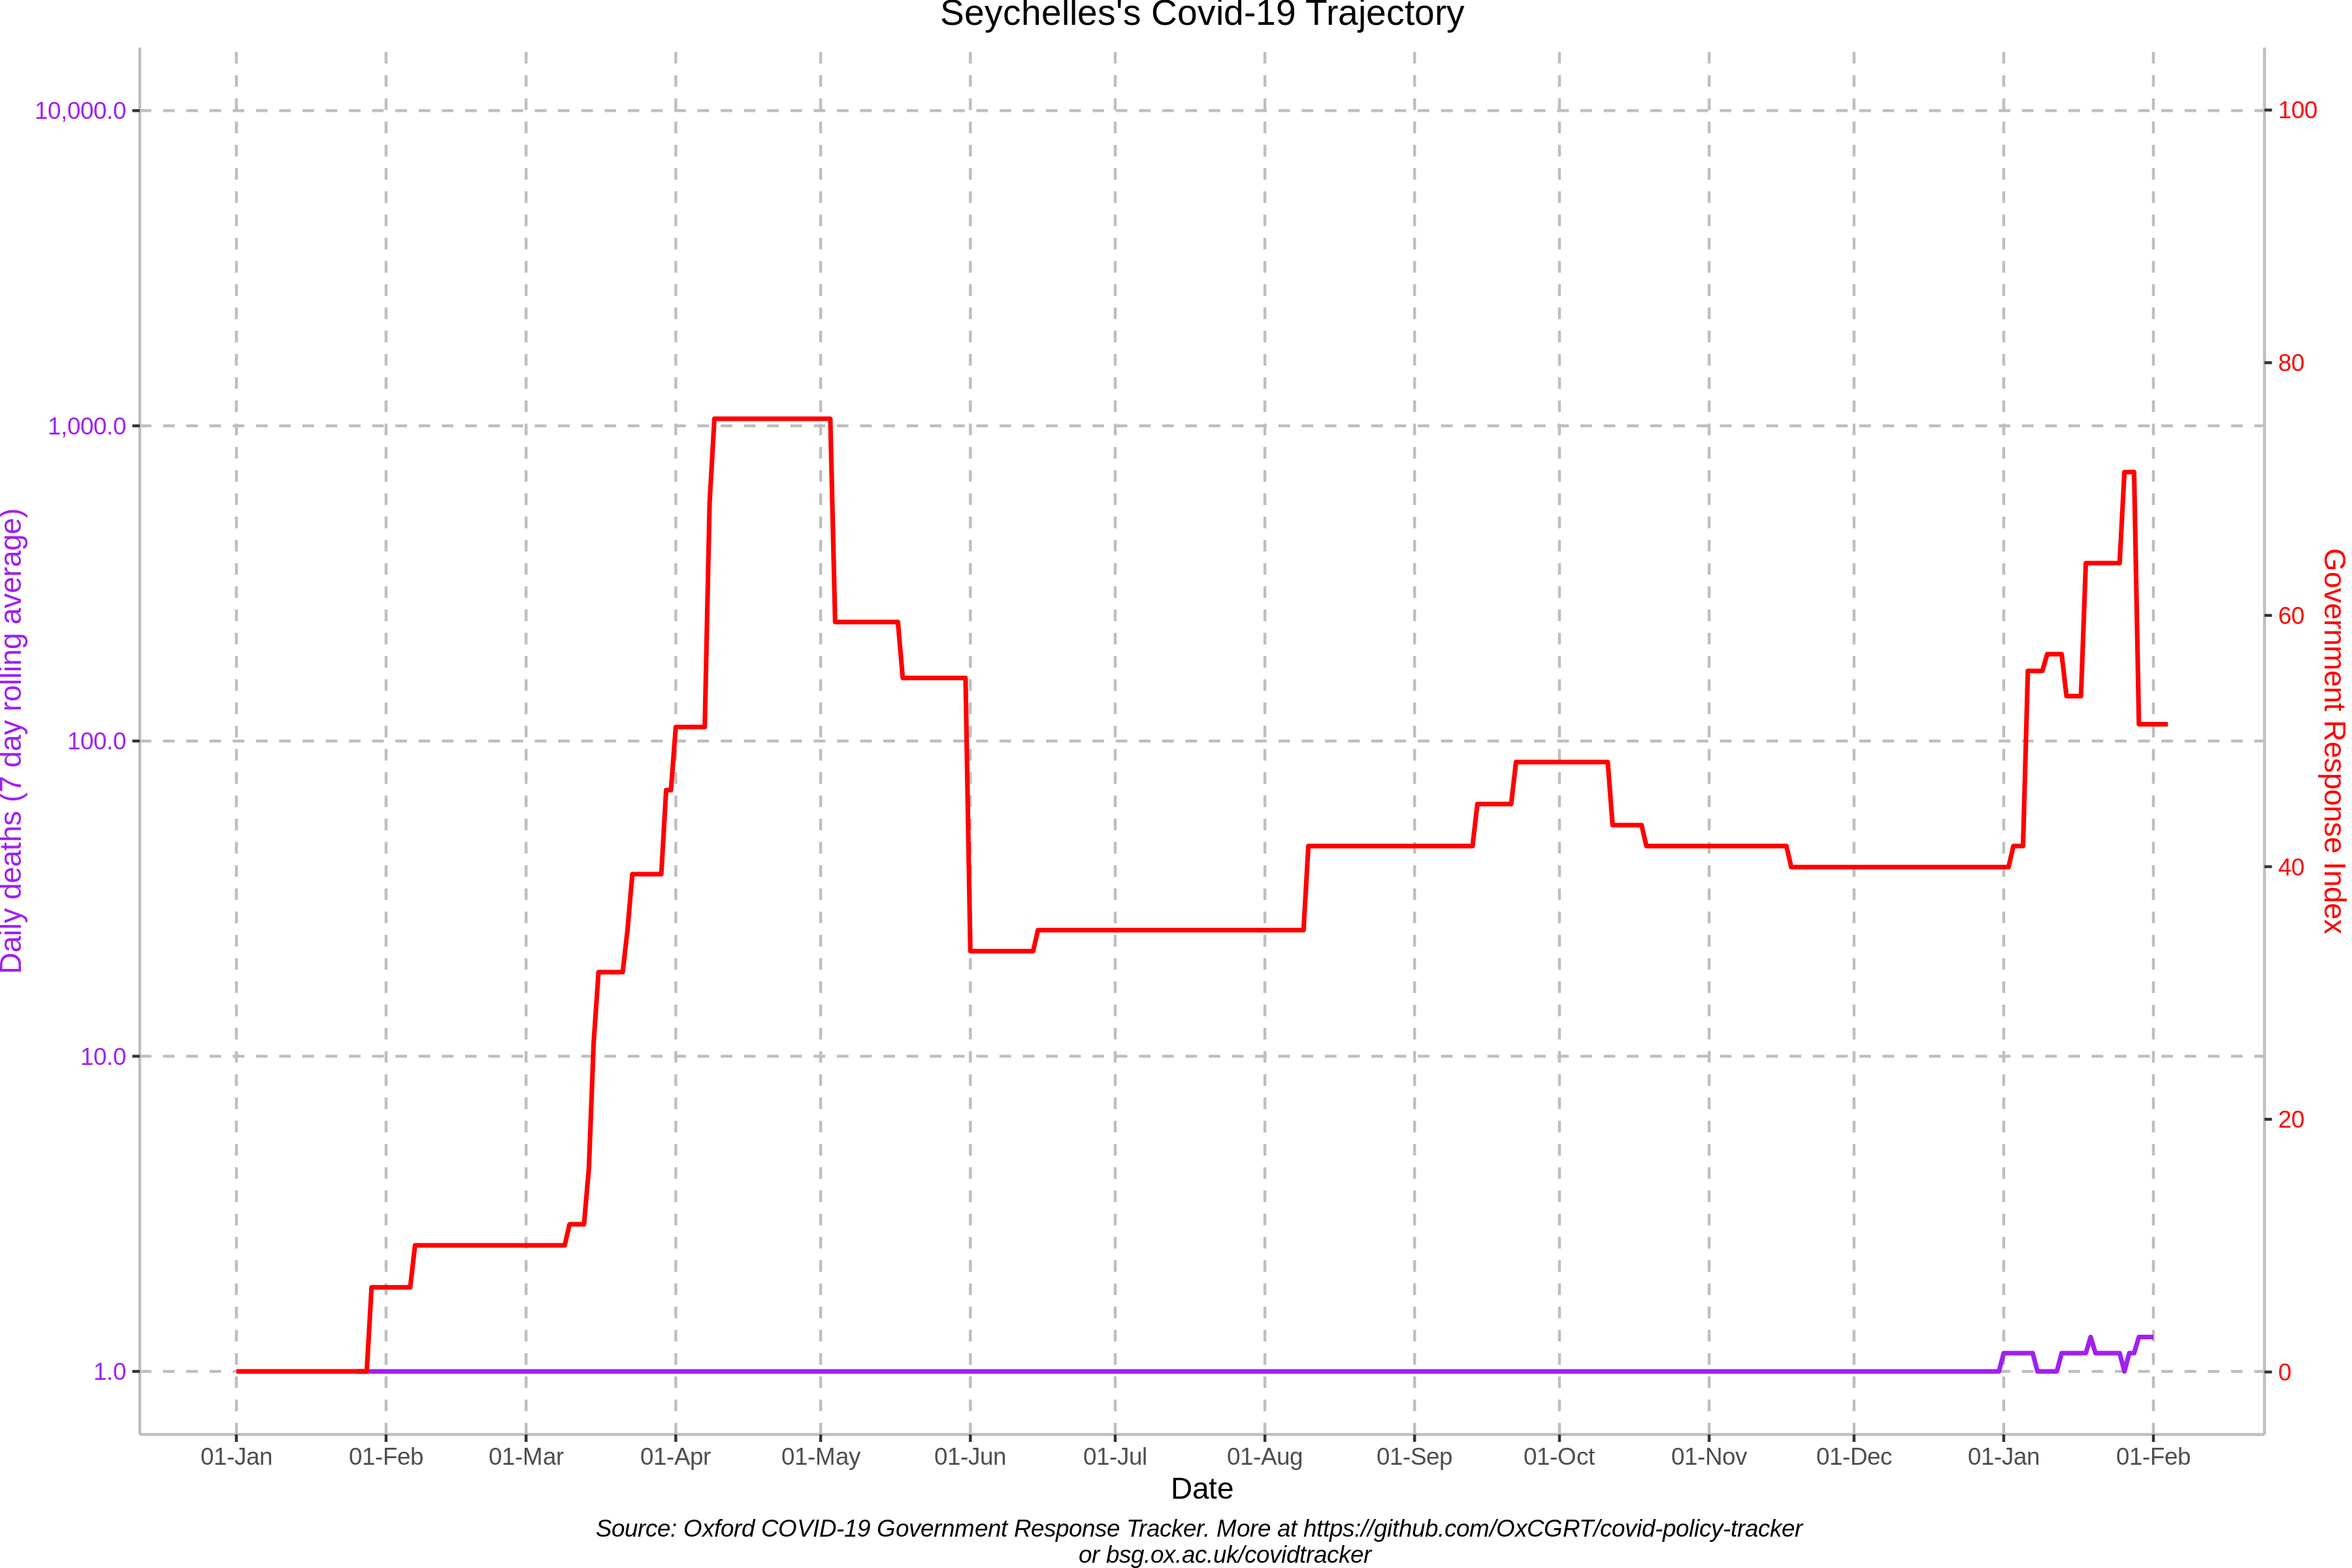 Seychelles's Covid-19 Trajectory
10,000.0
1,000.0
100.0
10.0
1.0
Daily deaths (7 day rolling average)
100
80
60
40
20
0
Government Response Index
01-Jan 01-Feb 01-Mar 01-Apr 01-May 01-Jun 01-Jul 01-Aug 01-Sep 01-Oct 01-Nov 01-Dec 01-Jan 01-Feb
Date
Source: Oxford COVID-19 Government Response Tracker. More at https://github.com/OxCGRT/covid-policy-tracker
or bsg.ox.ac.uk/covidtracker